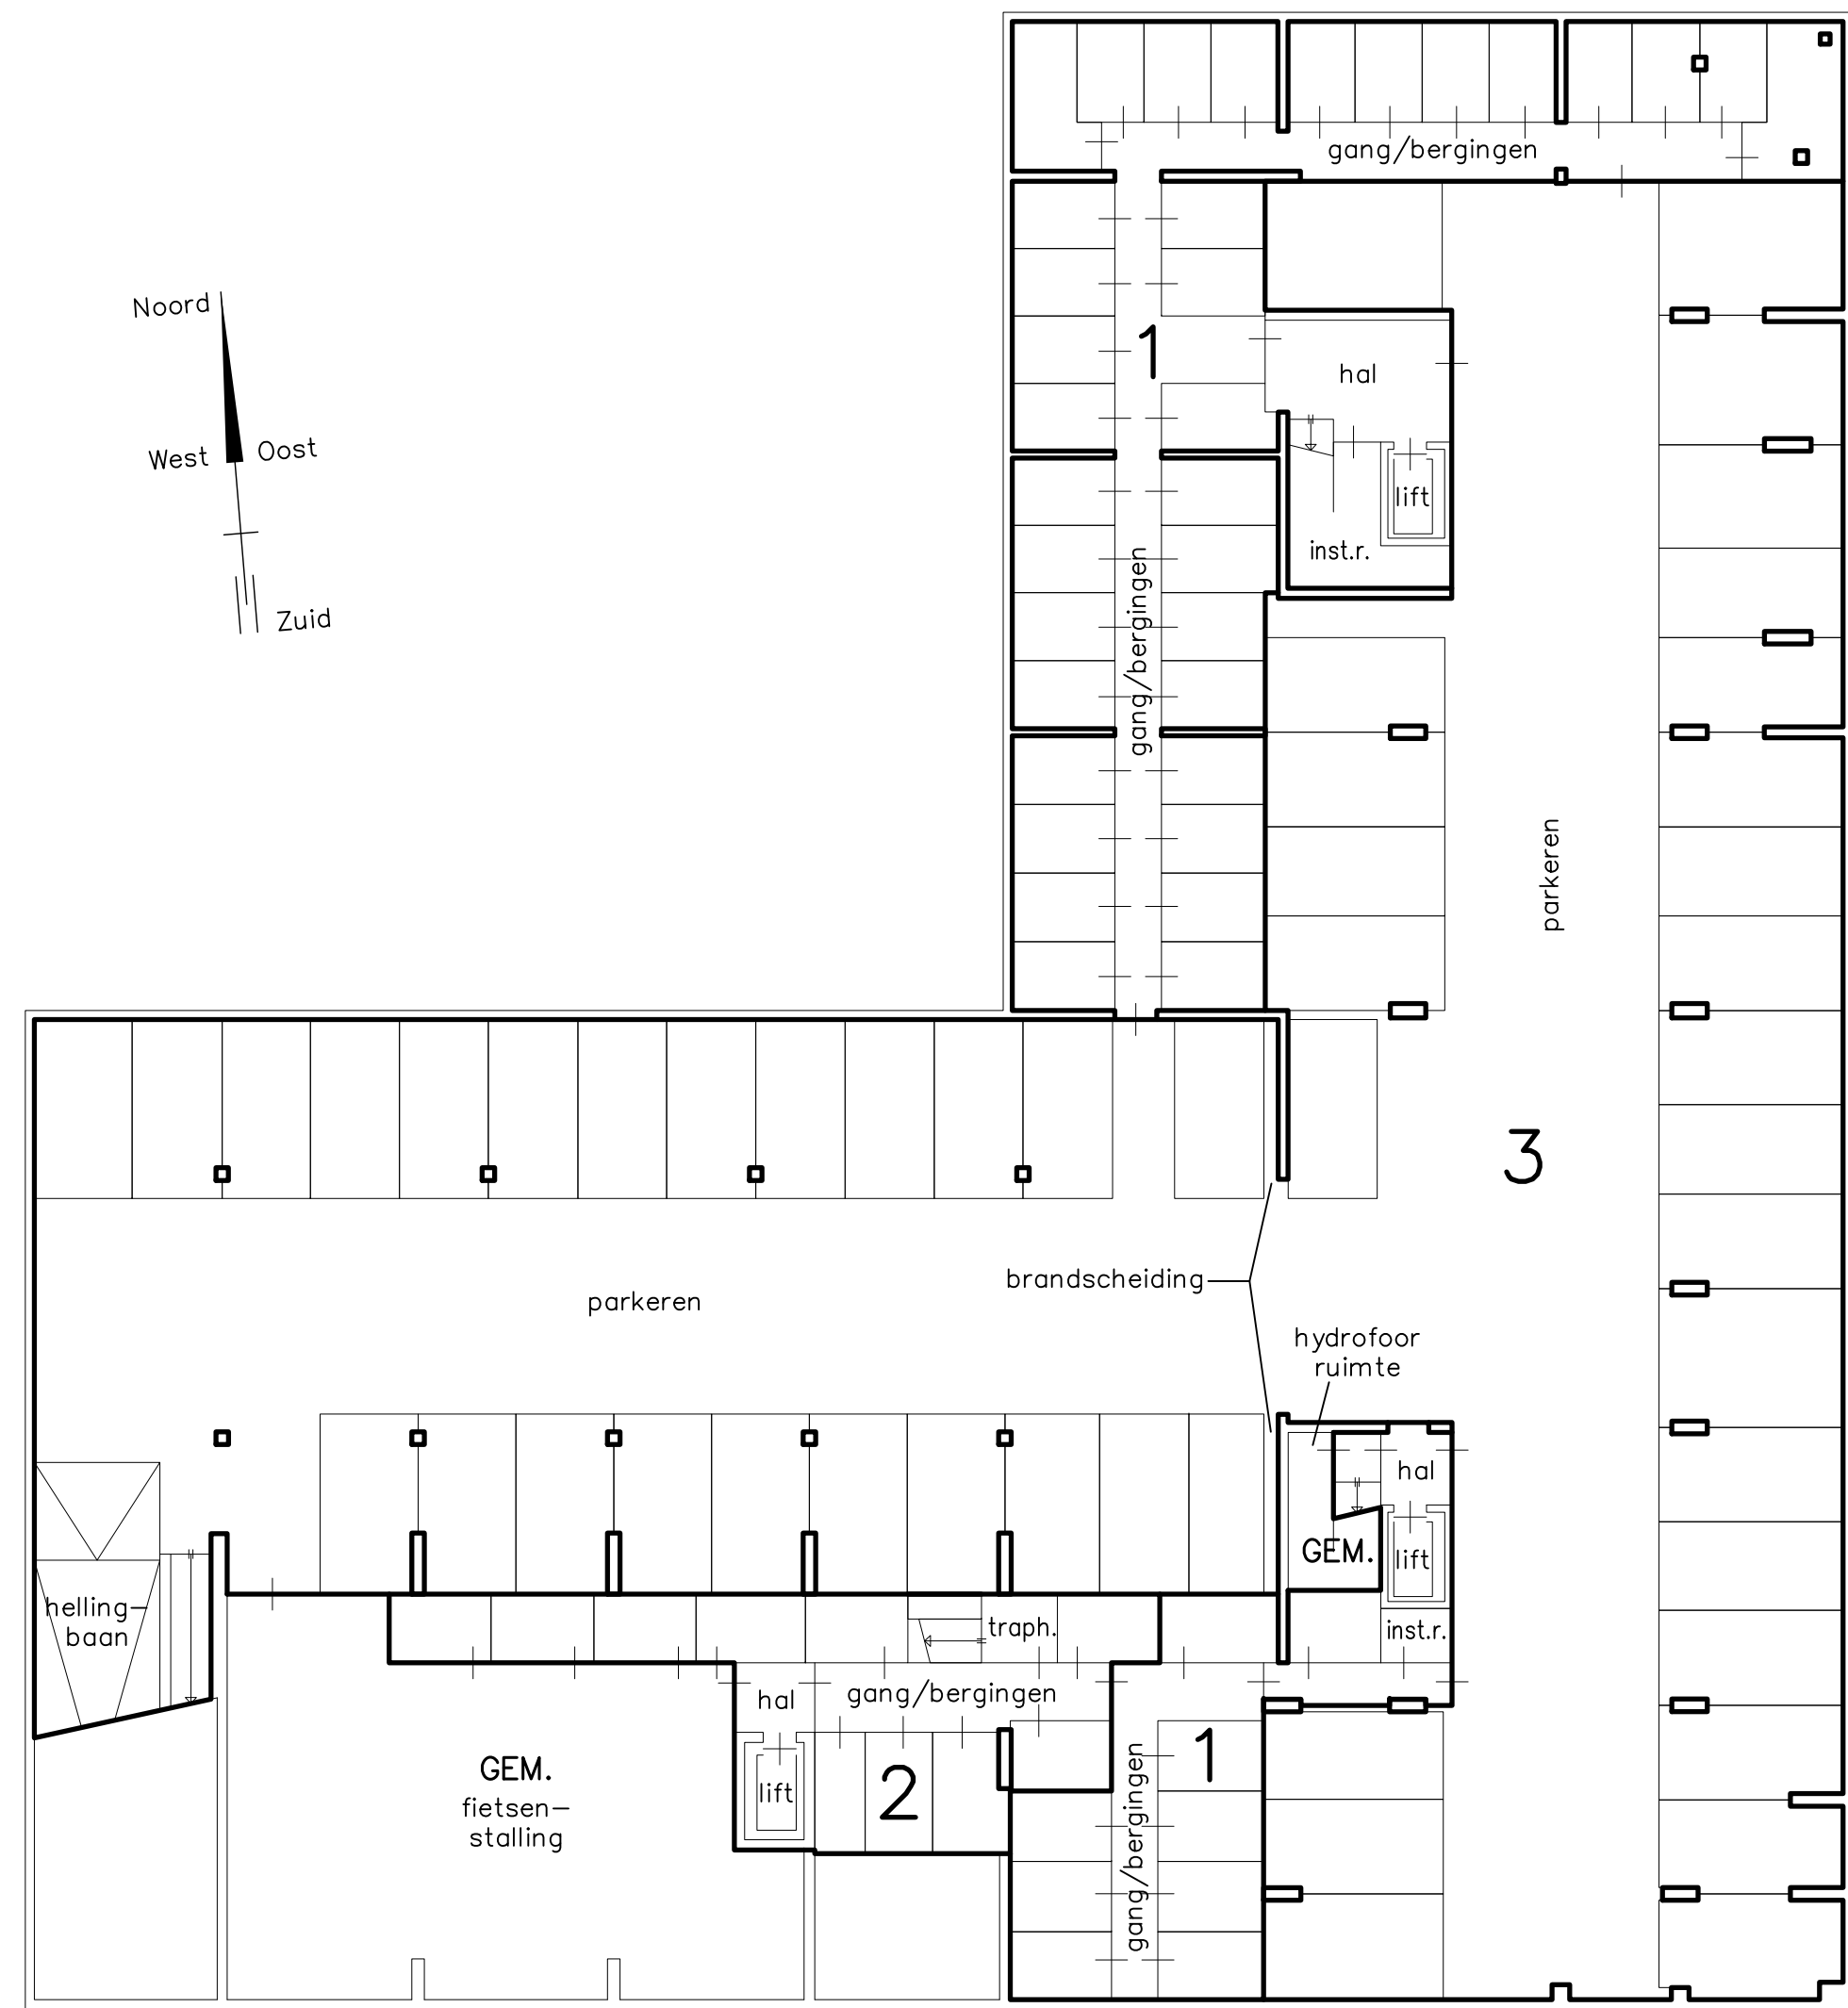 gang/bergingen
Noord
1
hal
West
Oost
lift
inst.r.
gang/bergingen
Zuid
parkeren
3
brandscheiding
parkeren
hydrofoor
ruimte
hal
GEM.
lift
helling-
baan
traph.
inst.r.
hal
gang/bergingen
1
GEM.
fietsen-
stalling
lift
2
gang/bergingen